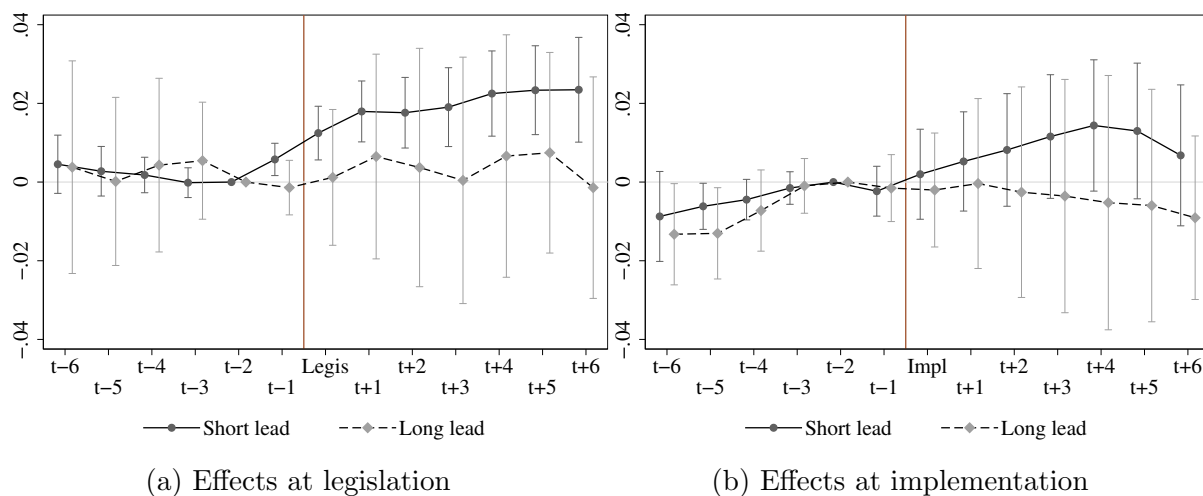 .04
.02
0
−.02
−.04
t−6 t−4 t−2 Legis t+2 t+4 t+6
t−5 t−3 t−1 t+1 t+3 t+5
Short lead Long lead
(a) Effects at legislation
.04
.02
0
−.02
−.04
t−6 t−4 t−2 Impl t+2 t+4 t+6
t−5 t−3 t−1 t+1 t+3 t+5
Short lead Long lead
(b) Effects at implementation